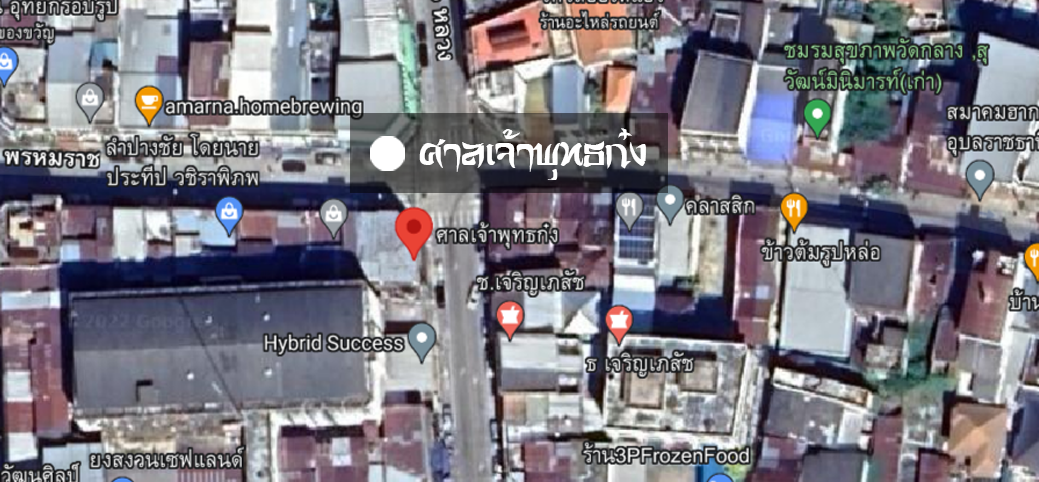 อุทยานกรอบรูป
ของขวัญ
หลวง
ร้านอะไหล่รถยนต์
ชมรมสุขภาพวัดกลาง ,สุ
วัฒน์มินิมารท์(เก่า)
amarna.homebrewing
สมาคมฮาก
อุบลราชธานี
ศาลเจ้าพุทธกง๋
พรหมราช
ลำปางชัย โดยนาย
ประทีป วชิราพิภพ
คลาสสิก
ศาลเจ้าพุทธกง๋
ข้าวต้มรูปหล่อ
ช.เจริญเภสัช
บ้าน
Hybrid Success
ธ เจริญเภสัช
ยงสงวนเซฟแลนด์
ร้าน3PFrozenFood
วัฒนศิลป์